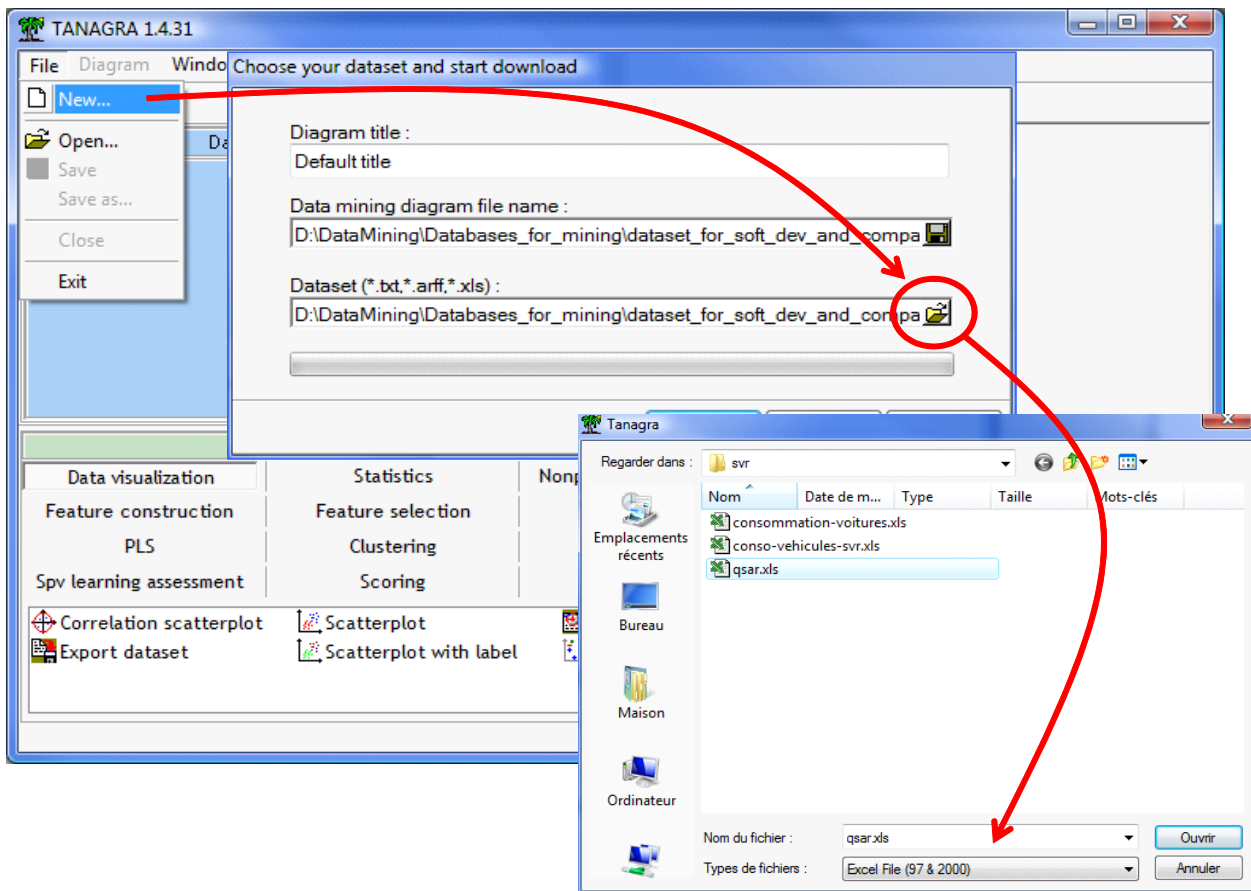 TANAGRA 1.4.31
File Diagram Windo
New...
Open...
Save
Save as...
Close
Exit
Da
Choose your dataset and start download
Diagram title :
Default title
Data mining diagram file name :
D:\DataMining\Databases_for_mining\dataset_for_soft_dev_and_compa
Dataset (*.txt,*.arff,*.xls) :
D:\DataMining\Databases_for_mining\dataset_for_soft_dev_and_compa
Data visualization Statistics Nonp
Feature construction Feature selection
PLS Clustering
Spv learning assessment Scoring
Correlation scatterplot Scatterplot
Export dataset Scatterplot with label
Tanagra
Regarder dans : svr
Nom Date de m... Type Taille Mots-clés
consommation-voitures.xls
conso-vehicules-svr.xls
qsar.xls
Emplacements
récents
Bureau
Maison
Ordinateur
Nom du fichier : qsar.xls Ouvrir
Types de fichiers : Excel File (97 & 2000) Annuler